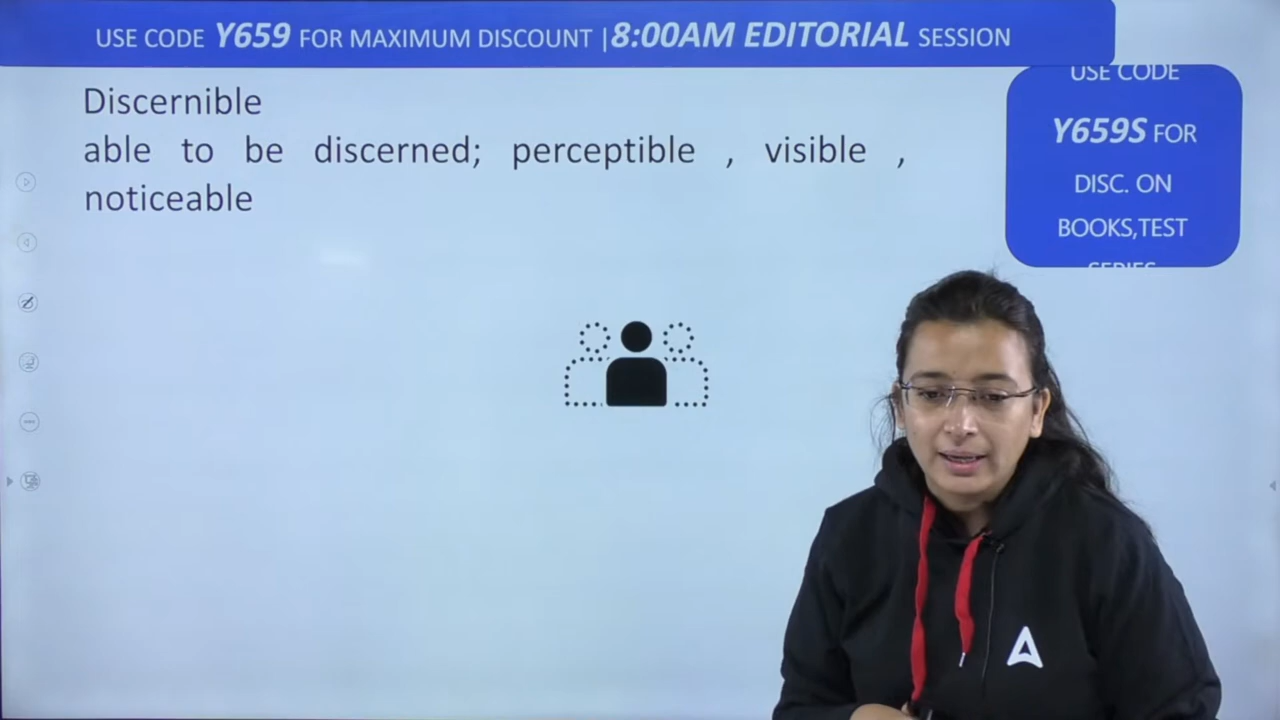 USE CODE Y659 FOR MAXIMUM DISCOUNT |8:00AM EDITORIAL SESSION
USE CODE
Y659S FOR
DISC. ON
BOOKS,TEST
SERIES
Discernible
able to be discerned; perceptible , visible ,
noticeable